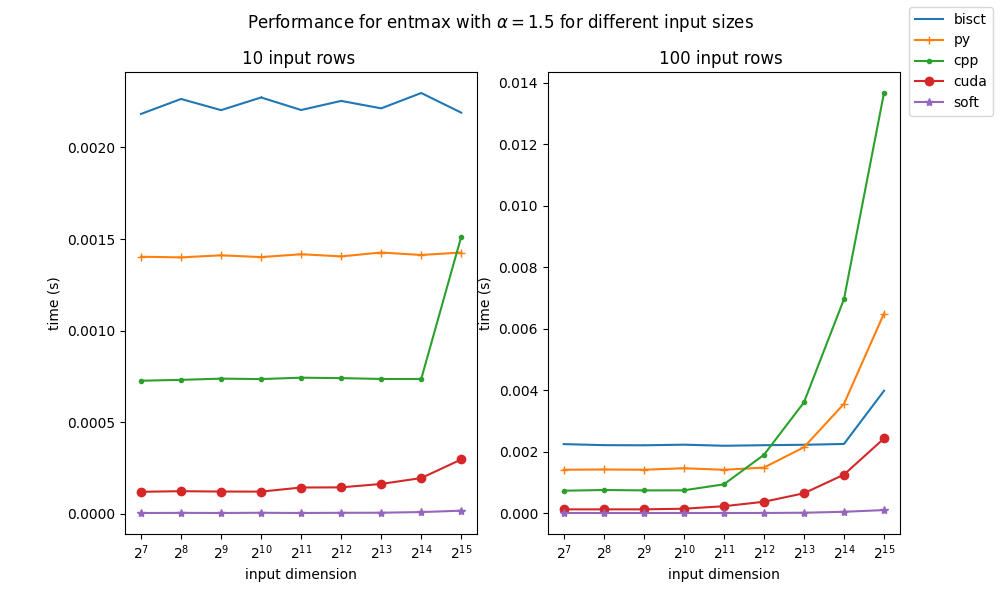 Performance for entmax with α = 1.5 for different input sizes
bisct
py
cpp
cuda
soft
10 input rows
time (s)
0.0020
0.0015
0.0010
0.0005
0.0000
2^7 2^8 2^9 2^10 2^11 2^12 2^13 2^14 2^15
input dimension
100 input rows
time (s)
0.014
0.012
0.010
0.008
0.006
0.004
0.002
0.000
2^7 2^8 2^9 2^10 2^11 2^12 2^13 2^14 2^15
input dimension